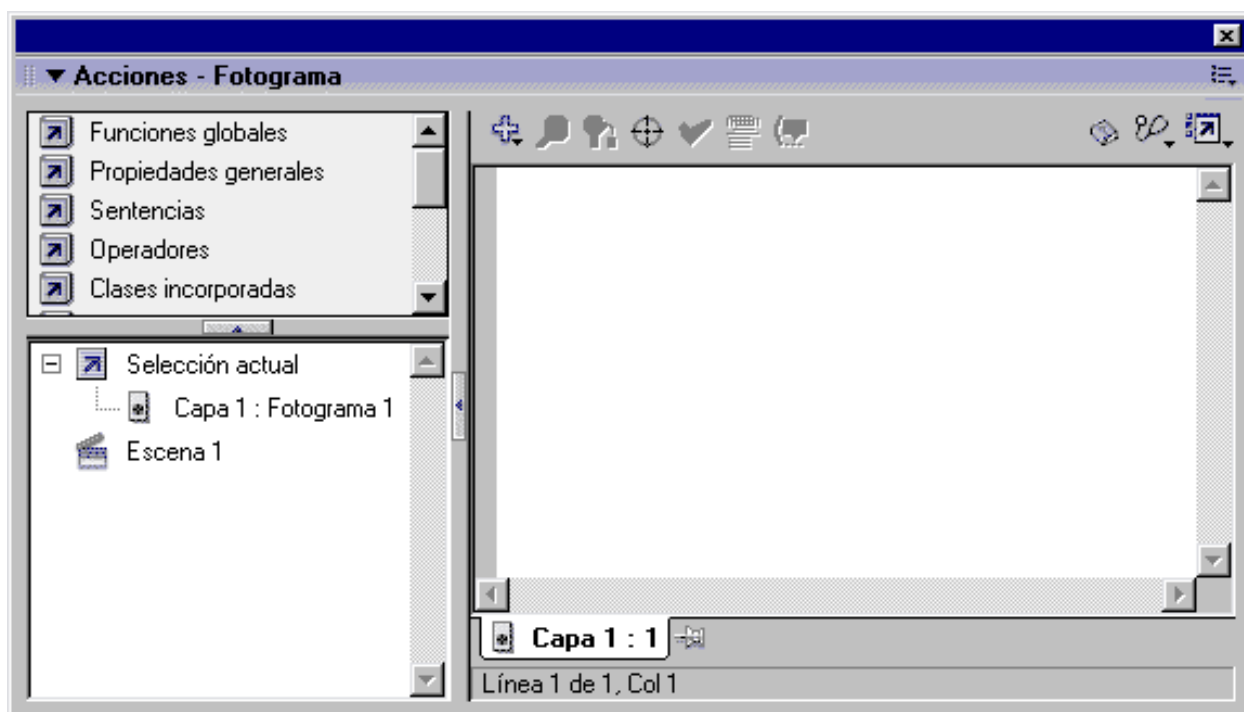 Acciones - Fotograma
Funciones globales
Propiedades generales
Sentencias
Operadores
Clases incorporadas
Selección actual
Capa 1 : Fotograma 1
Escena 1
Capa 1 : 1
Línea 1 de 1, Col 1